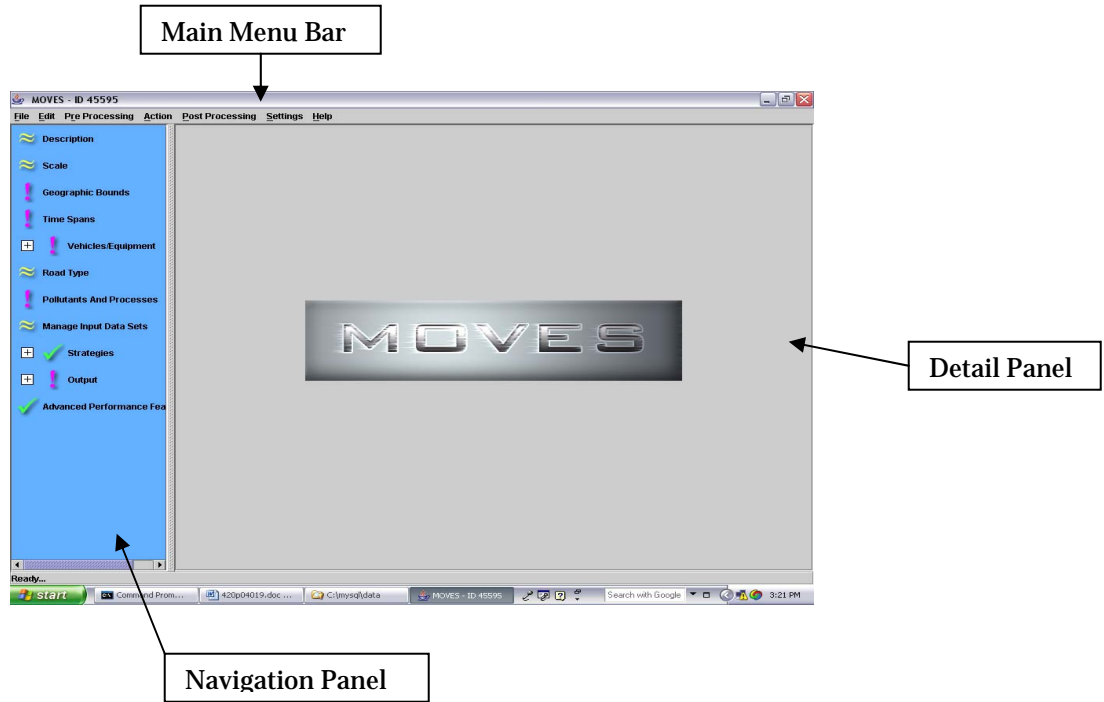 Main Menu Bar
MOVES - ID 45595
File Edit Pre Processing Action Post Processing Settings Help
Description
Scale
Geographic Bounds
Time Spans
Vehicles/Equipment
Road Type
Pollutants And Processes
Manage Input Data Sets
Strategies
Output
Advanced Performance Fea
MOVES
Detail Panel
Ready...
start Command Prom... 420p04019.doc ... C:\mysql\data MOVES - ID 45595 Search with Google 3:21 PM
Navigation Panel